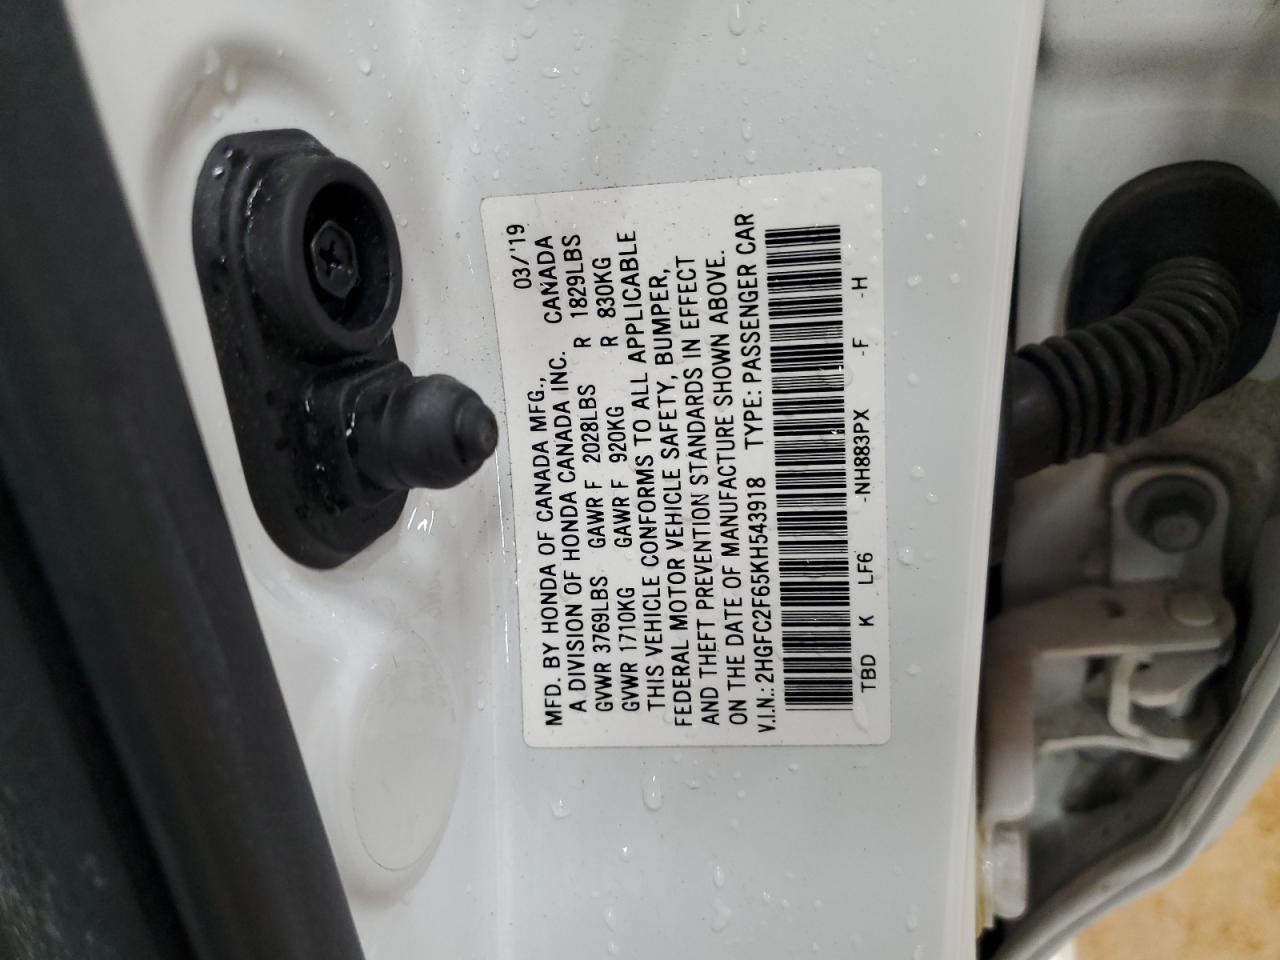 MFD. BY HONDA OF CANADA MFG., 03/'19
A DIVISION OF HONDA CANADA INC. CANADA
GVWR 3769LBS GAWR F 2028LBS R 1829LBS
GVWR 1710KG GAWR F 920KG R 830KG
THIS VEHICLE CONFORMS TO ALL APPLICABLE
FEDERAL MOTOR VEHICLE SAFETY, BUMPER,
AND THEFT PREVENTION STANDARDS IN EFFECT
ON THE DATE OF MANUFACTURE SHOWN ABOVE.
V.I.N.: 2HGFC2F65KH543918 TYPE: PASSENGER CAR
TBD K LF6 -NH883PX -F -H